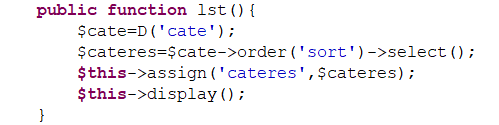 public function lst(){
$cate=D('cate');
$cateres=$cate->order('sort')->select();
$this->assign('cateres',$cateres);
$this->display();
}